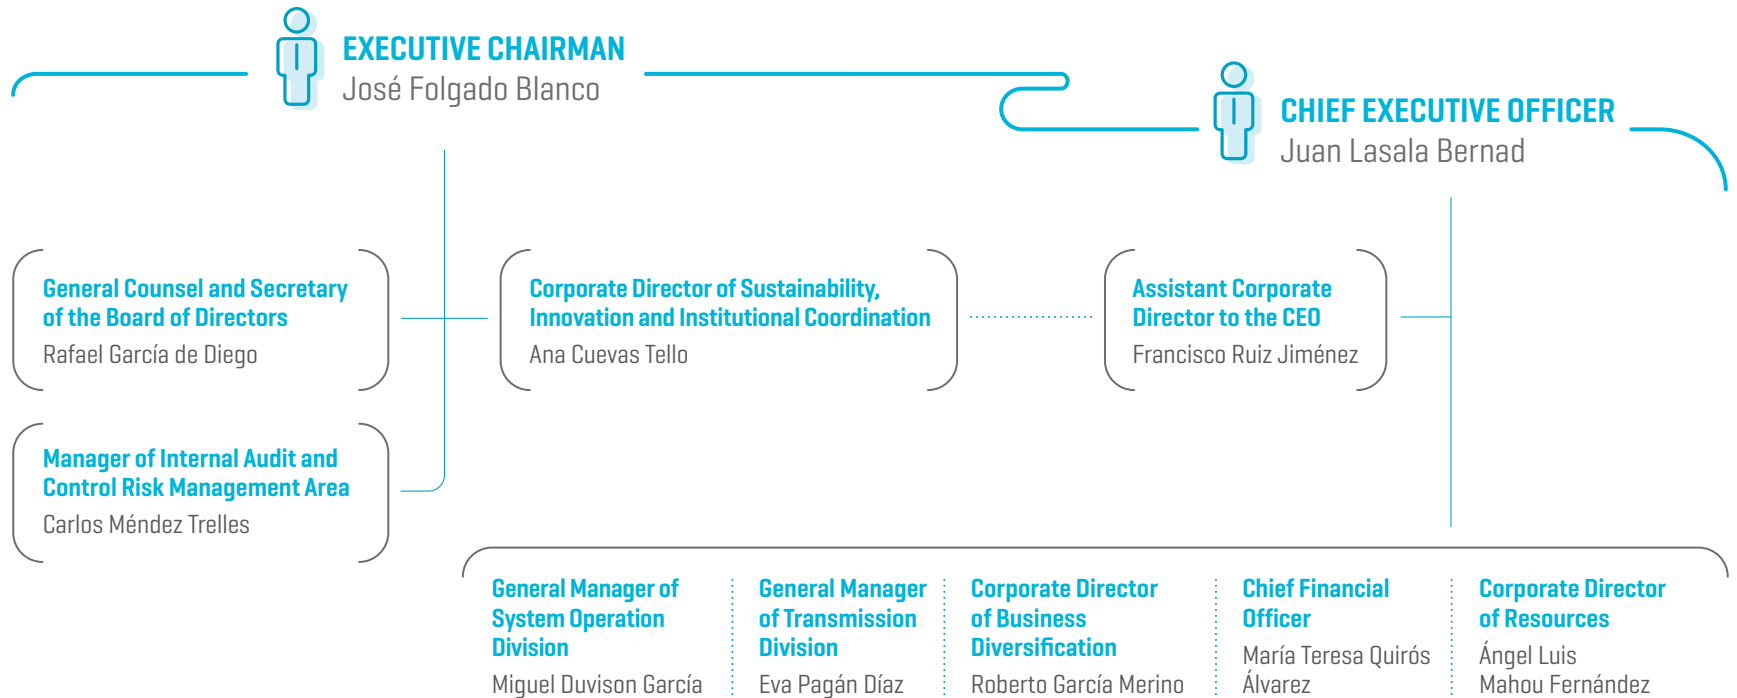 EXECUTIVE CHAIRMAN
José Folgado Blanco
CHIEF EXECUTIVE OFFICER
Juan Lasala Bernad
General Counsel and Secretary
of the Board of Directors
Rafael García de Diego
Corporate Director of Sustainability,
Innovation and Institutional Coordination
Ana Cuevas Tello
Assistant Corporate
Director to the CEO
Francisco Ruiz Jiménez
Manager of Internal Audit and
Control Risk Management Area
Carlos Méndez Trelles
General Manager of
System Operation
Division
Miguel Duvison García
General Manager
of Transmission
Division
Eva Pagán Díaz
Corporate Director
of Business
Diversification
Roberto García Merino
Chief Financial
Officer
María Teresa Quirós
Álvarez
Corporate Director
of Resources
Ángel Luis
Mahou Fernández